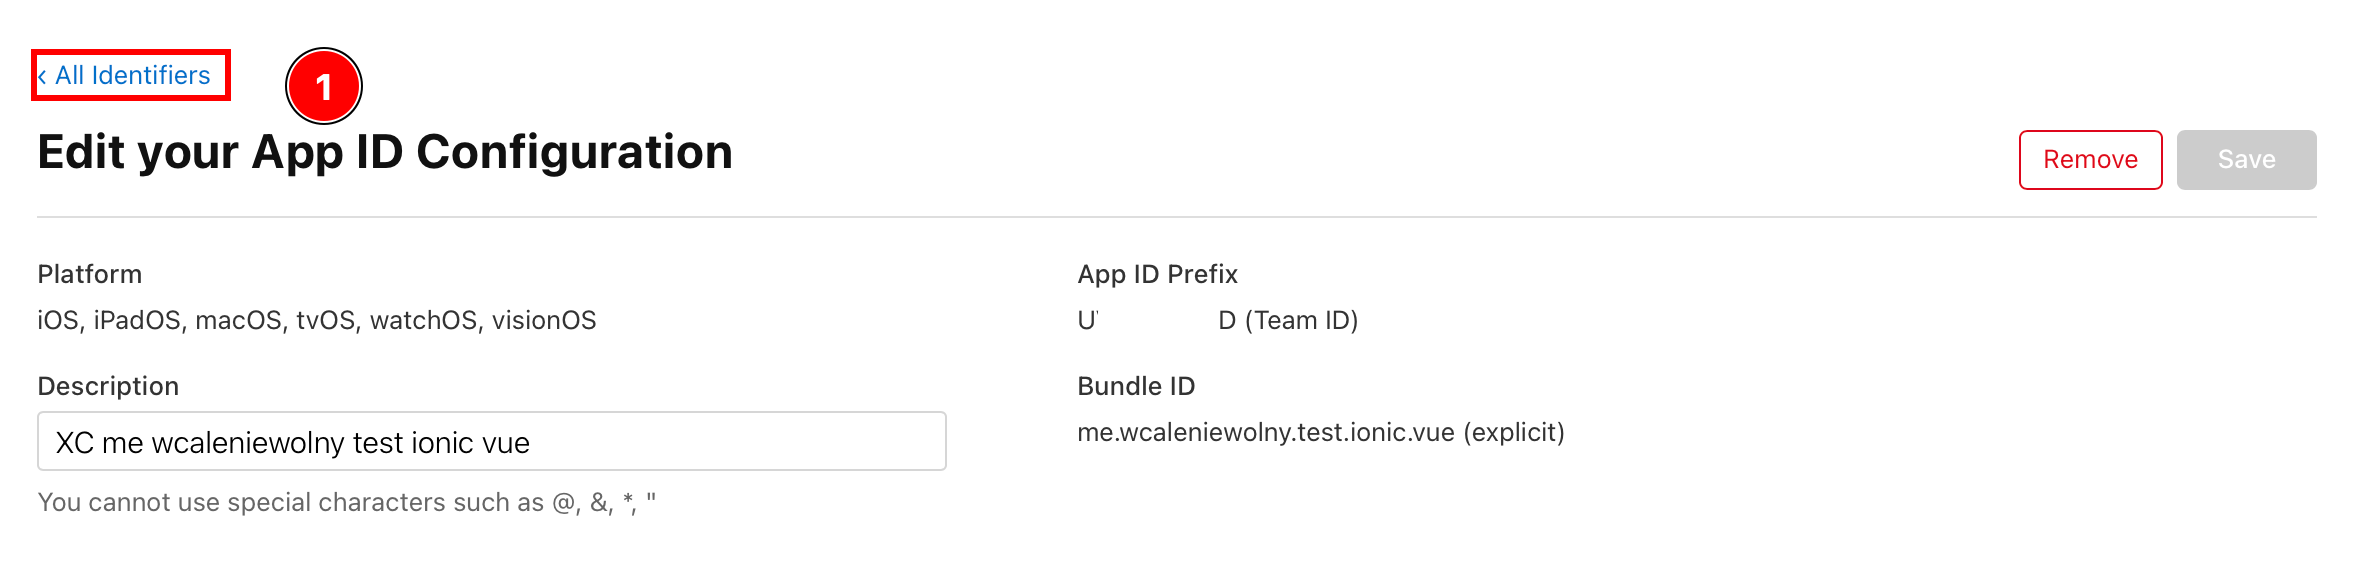 ‹ All Identifiers
1
Edit your App ID Configuration
Remove
Save
Platform
iOS, iPadOS, macOS, tvOS, watchOS, visionOS
App ID Prefix
U D (Team ID)
Description
XC me wcaleniewolny test ionic vue
You cannot use special characters such as @, &, *, "
Bundle ID
me.wcaleniewolny.test.ionic.vue (explicit)